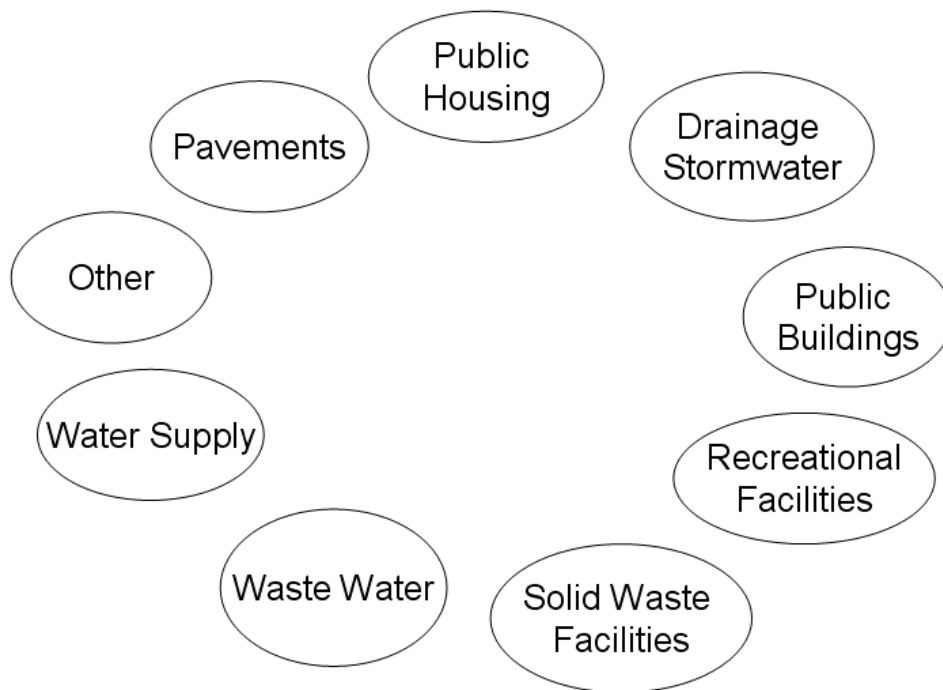 Public
Housing
Drainage
Stormwater
Pavements
Other
Public
Buildings
Water Supply
Recreational
Facilities
Waste Water
Solid Waste
Facilities